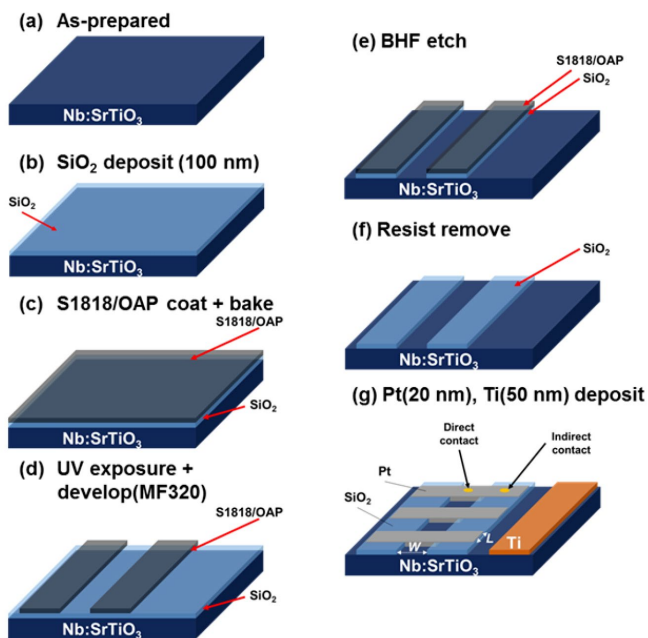 (a) As-prepared
Nb:SrTiO₃
(b) SiO₂ deposit (100 nm)
SiO₂
Nb:SrTiO₃
(c) S1818/OAP coat + bake
S1818/OAP
SiO₂
Nb:SrTiO₃
(d) UV exposure +
develop(MF320)
S1818/OAP
SiO₂
Nb:SrTiO₃
(e) BHF etch
S1818/OAP
SiO₂
Nb:SrTiO₃
(f) Resist remove
SiO₂
Nb:SrTiO₃
(g) Pt(20 nm), Ti(50 nm) deposit
Direct
contact
Indirect
contact
Pt
SiO₂
L
W
Ti
Nb:SrTiO₃